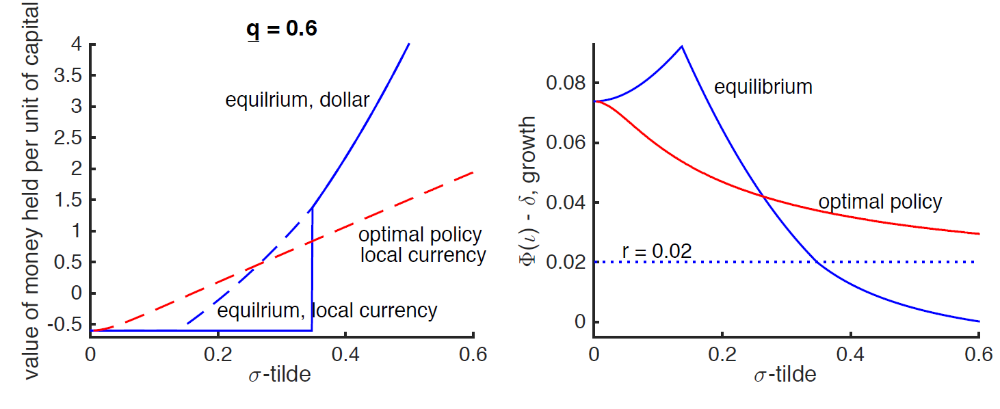 q = 0.6
value of money held per unit of capital
4
3.5
3
2.5
2
1.5
1
0.5
0
-0.5
equilrium, dollar
optimal policy
local currency
equilrium, local currency
0
0.2
0.4
0.6
σ-tilde
Φ(ι) - δ, growth
0.08
0.06
0.04
0.02
0
equilibrium
optimal policy
r = 0.02
0
0.2
0.4
0.6
σ-tilde